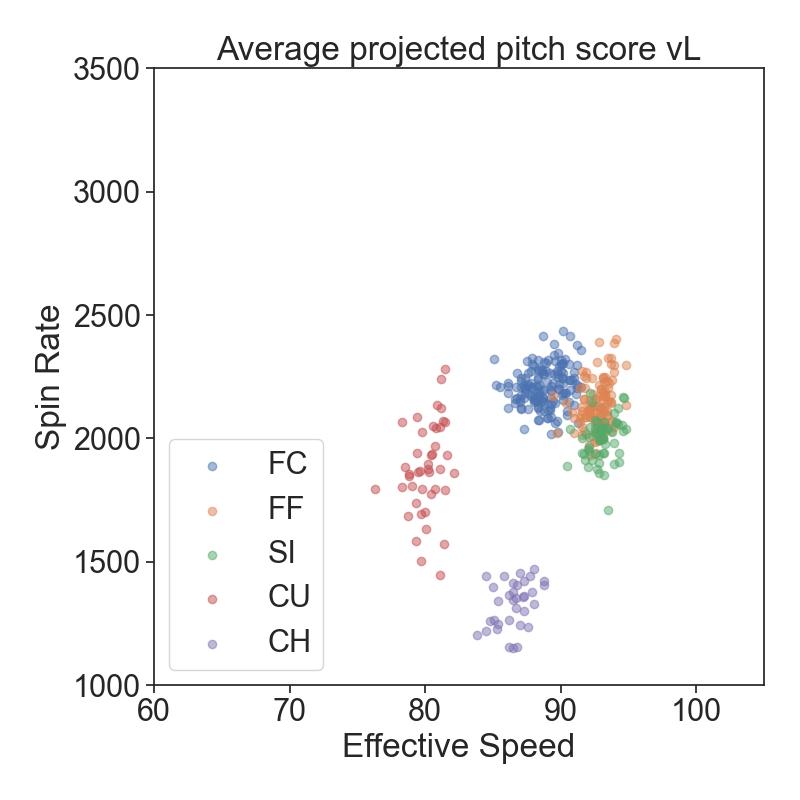 Average projected pitch score vL
3500
3000
2500
2000
1500
1000
Spin Rate
FC
FF
SI
CU
CH
60 70 80 90 100
Effective Speed